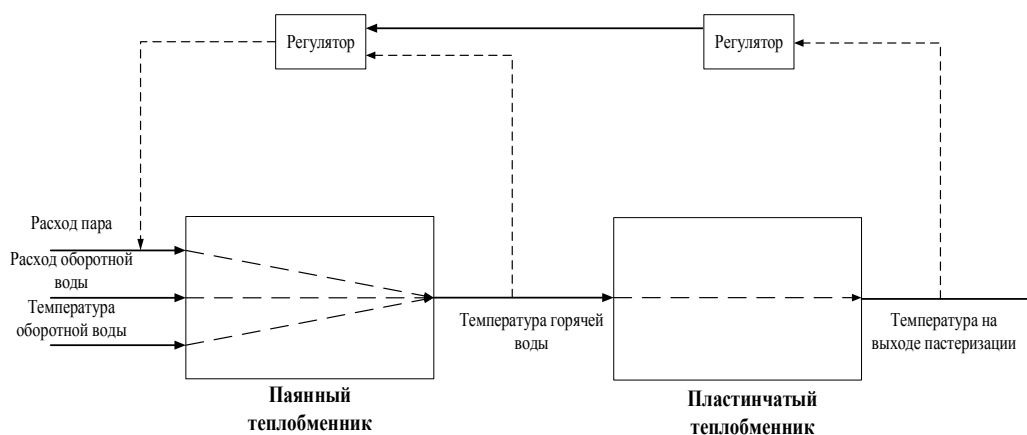 Регулятор
Регулятор
Расход пара
Расход оборотной
воды
Температура
оборотной воды
Температура горячей
воды
Температура на
выходе пастеризации
Паянный
теплобменник
Пластинчатый
теплобменник